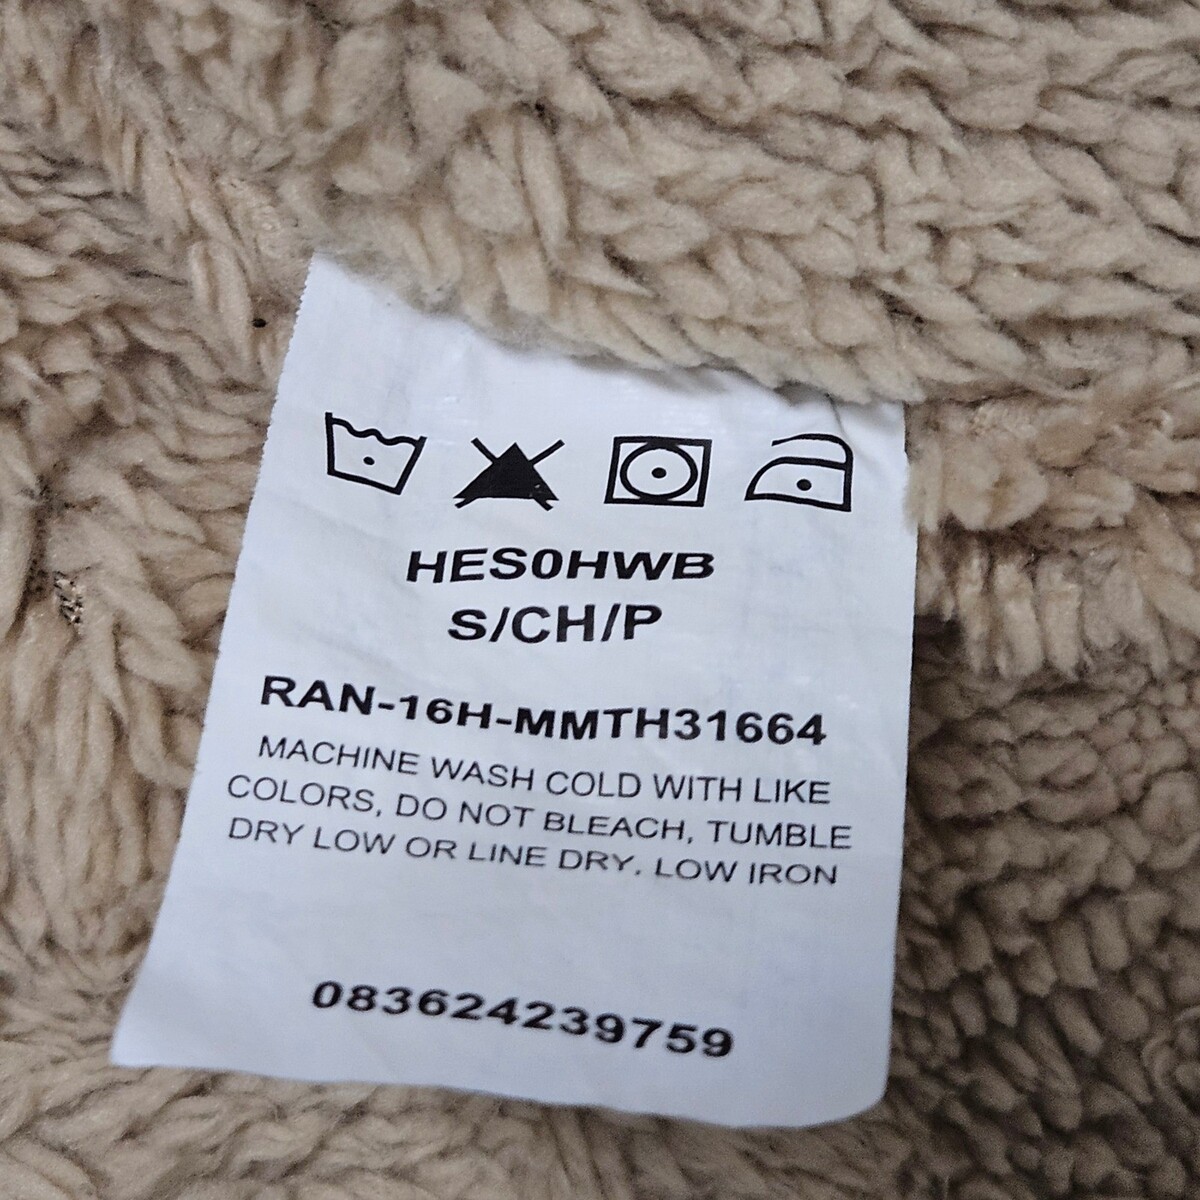 HES0HWB
S/CH/P
RAN-16H-MMTH31664
MACHINE WASH COLD WITH LIKE
COLORS, DO NOT BLEACH, TUMBLE
DRY LOW OR LINE DRY. LOW IRON
083624239759